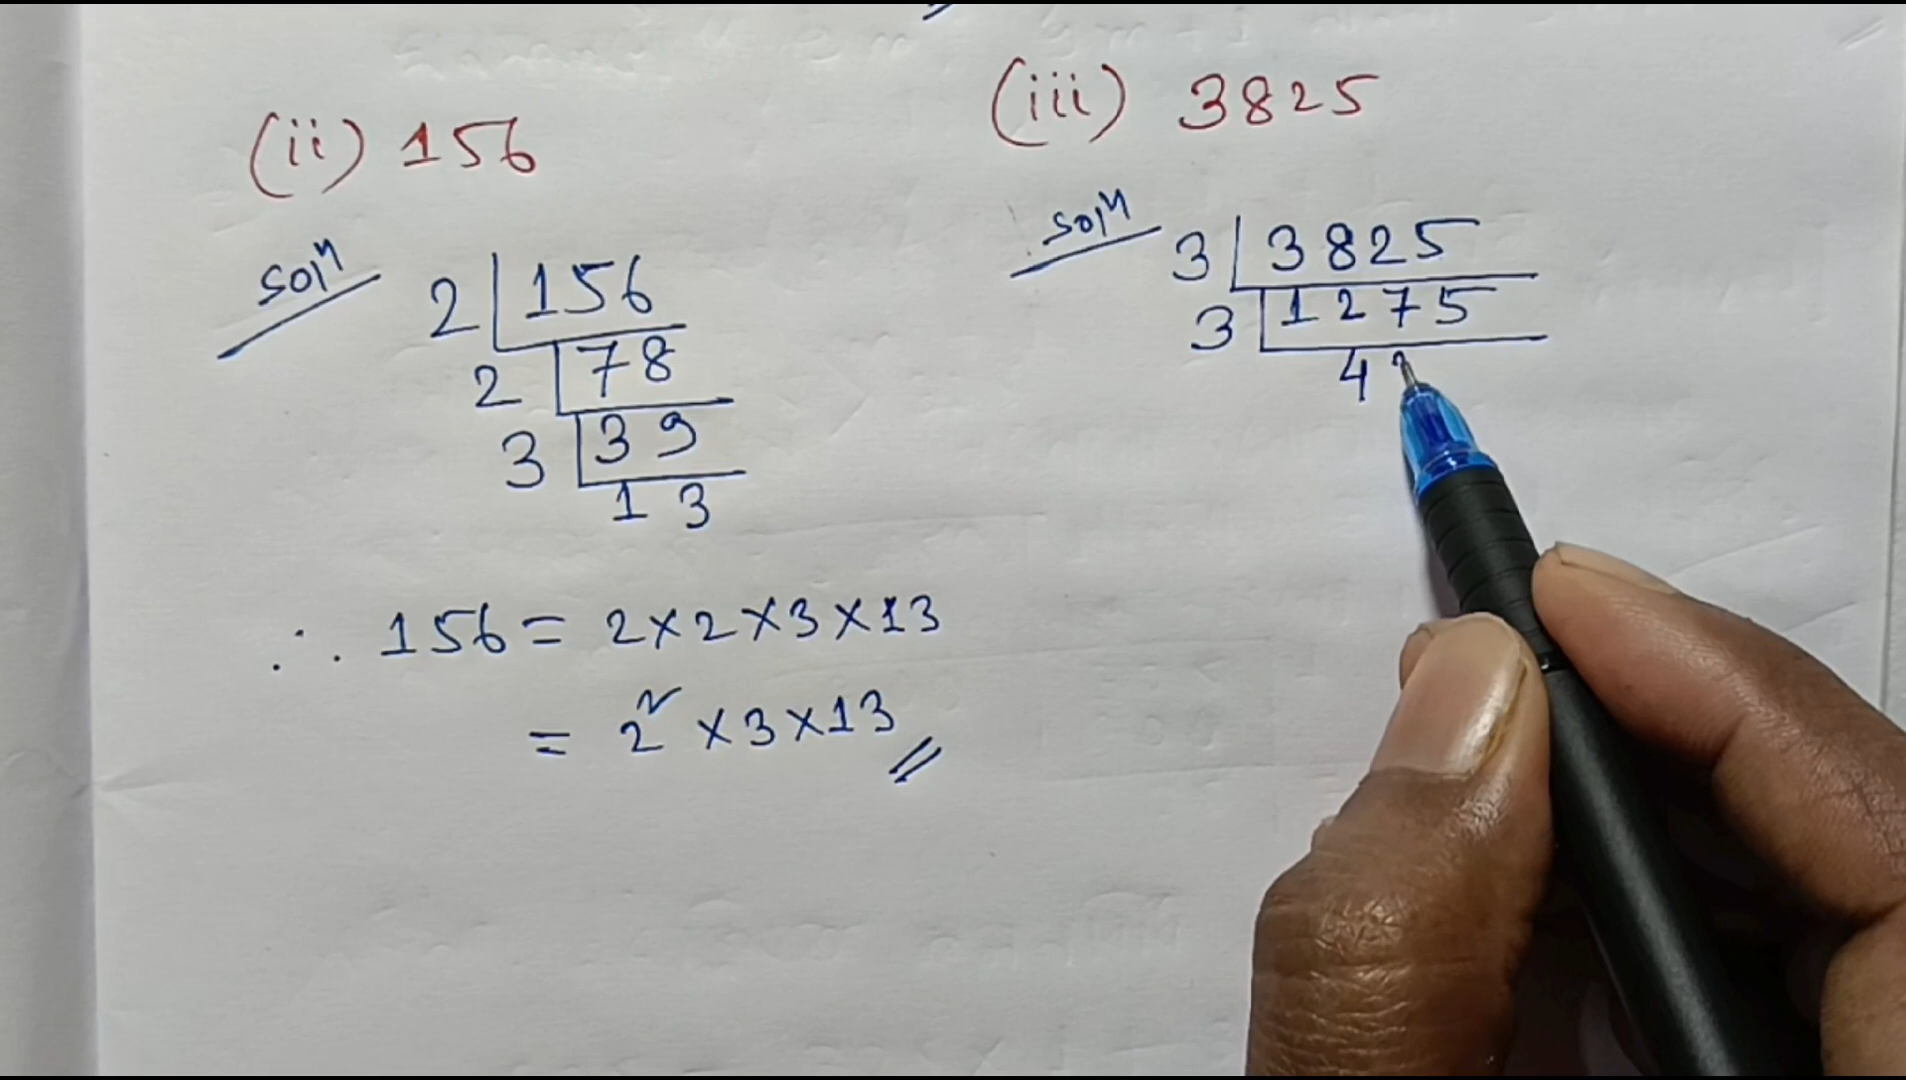 (ii) 156
Solⁿ
2 | 156
2 | 78
3 | 39
13
∴ 156 = 2×2×3×13
= 2² ×3×13
(iii) 3825
Solⁿ
3 | 3825
3 | 1275
4